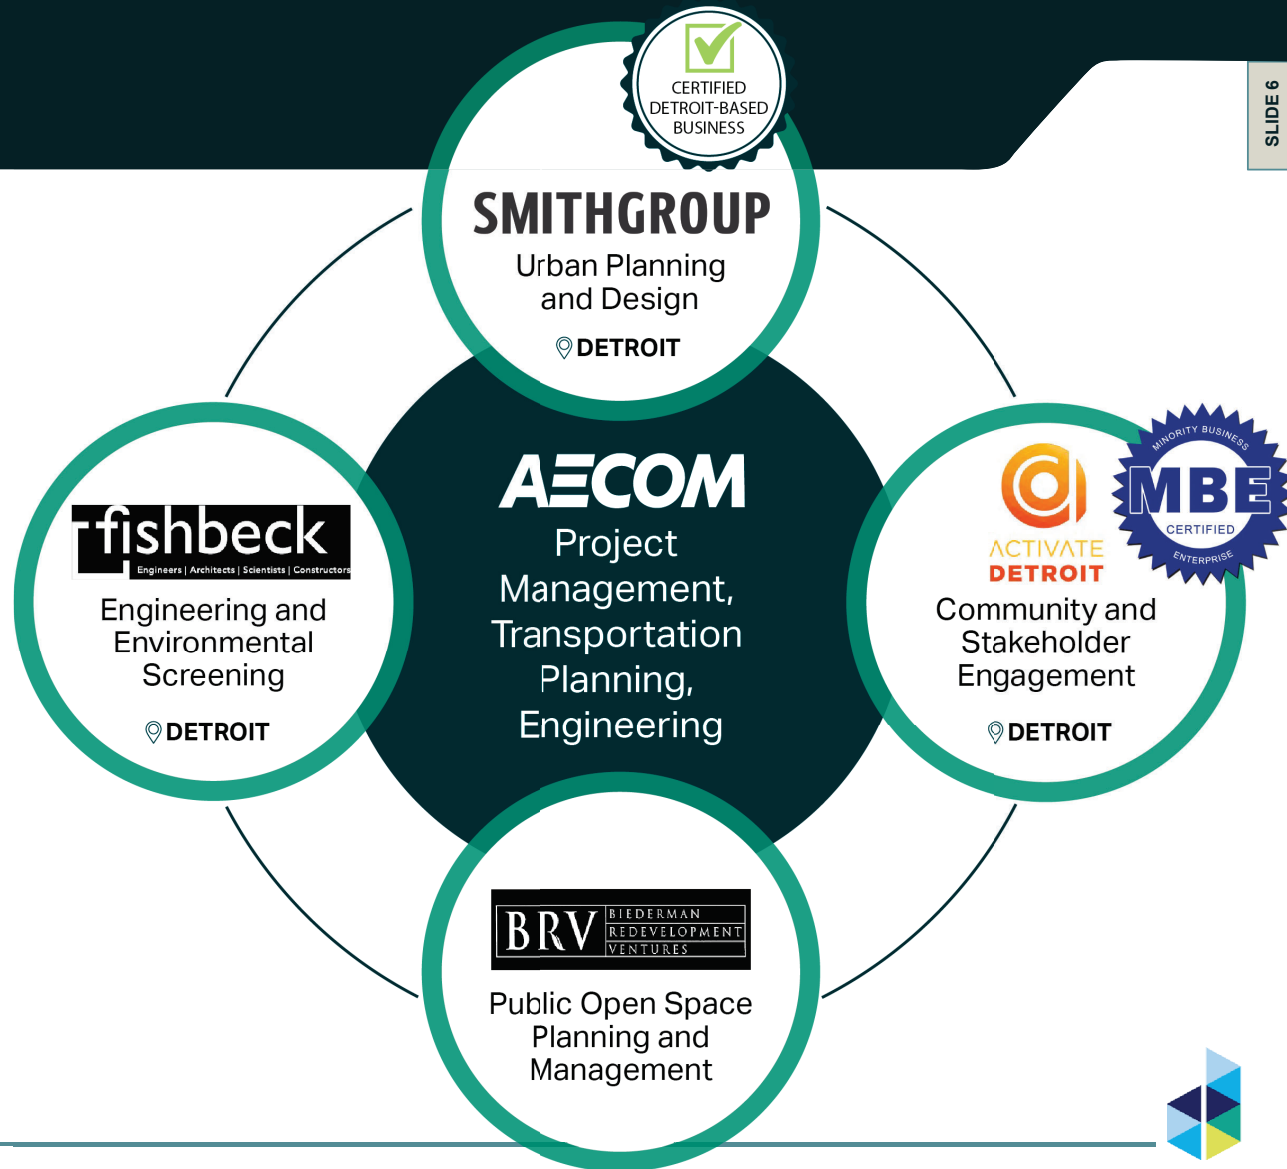 SLIDE 6
CERTIFIED
DETROIT-BASED
BUSINESS
SMITHGROUP
Urban Planning
and Design
DETROIT
AECOM
Project
Management,
Transportation
Planning,
Engineering
fishbeck
Engineers | Architects | Scientists | Constructors
Engineering and
Environmental
Screening
DETROIT
ACTIVATE
DETROIT
MINORITY BUSINESS
MBE
CERTIFIED
ENTERPRISE
Community and
Stakeholder
Engagement
DETROIT
BRV
BIEDERMAN
REDEVELOPMENT
VENTURES
Public Open Space
Planning and
Management